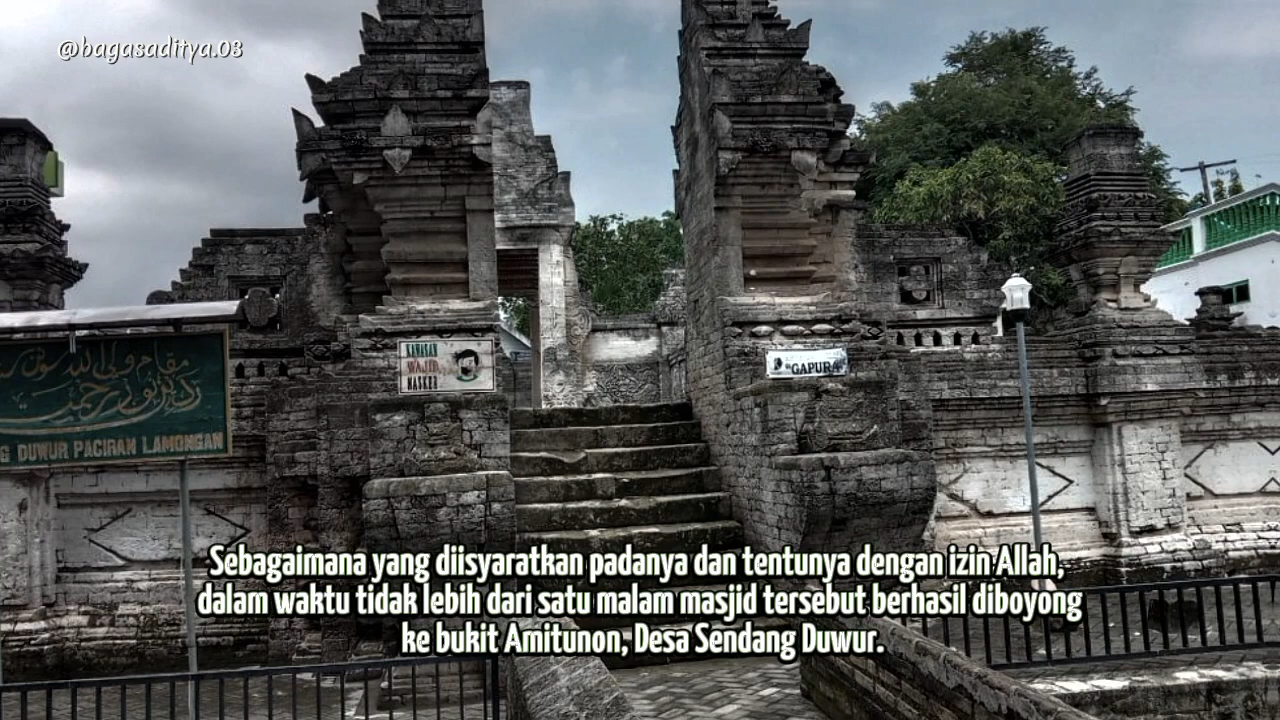 @bagasaditya.03
KAWASAN
WAJIB
MASKER
"GAPURA
DUWUR PACIRAN LAMONGAN
Sebagaimana yang diisyaratkan padanya dan tentunya dengan izin Allah,
dalam waktu tidak lebih dari satu malam masjid tersebut berhasil diboyong
ke bukit Amitunon, Desa Sendang Duwur.